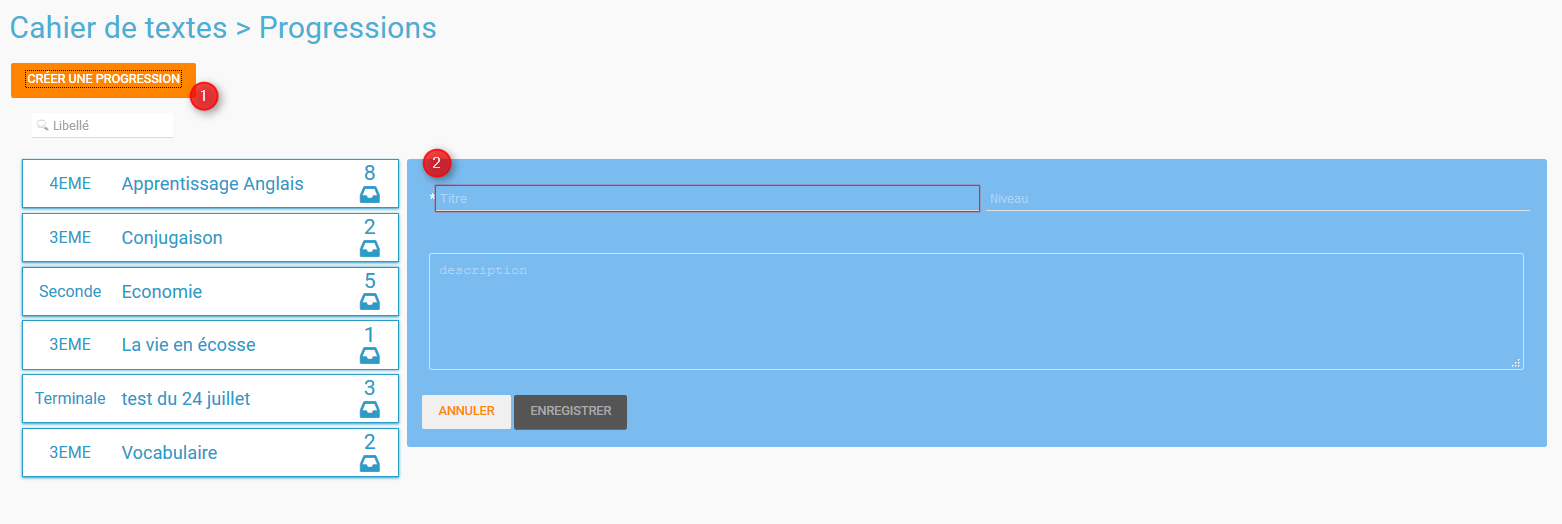 Cahier de textes > Progressions
CRÉER UNE PROGRESSION
1
Libellé
4EME Apprentissage Anglais 8
3EME Conjugaison 2
Seconde Economie 5
3EME La vie en écosse 1
Terminale test du 24 juillet 3
3EME Vocabulaire 2
2
* Titre Niveau
description
ANNULER ENREGISTRER